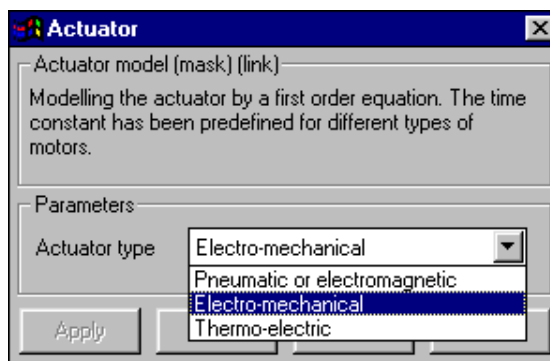 Actuator
Actuator model (mask) (link)
Modelling the actuator by a first order equation. The time
constant has been predefined for different types of
motors.
Parameters
Actuator type
Electro-mechanical
Pneumatic or electromagnetic
Electro-mechanical
Thermo-electric
Apply